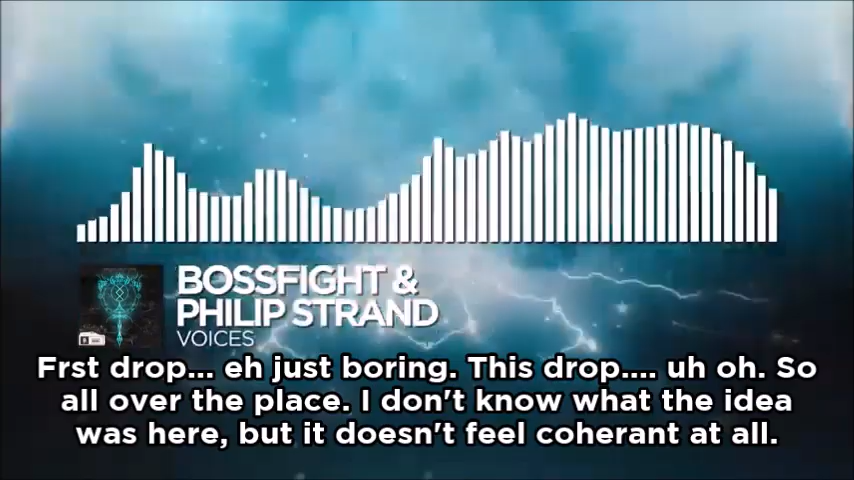 BOSSFIGHT &
PHILIP STRAND
VOICES
Frst drop... eh just boring. This drop.... uh oh. So
all over the place. I don't know what the idea
was here, but it doesn't feel coherant at all.